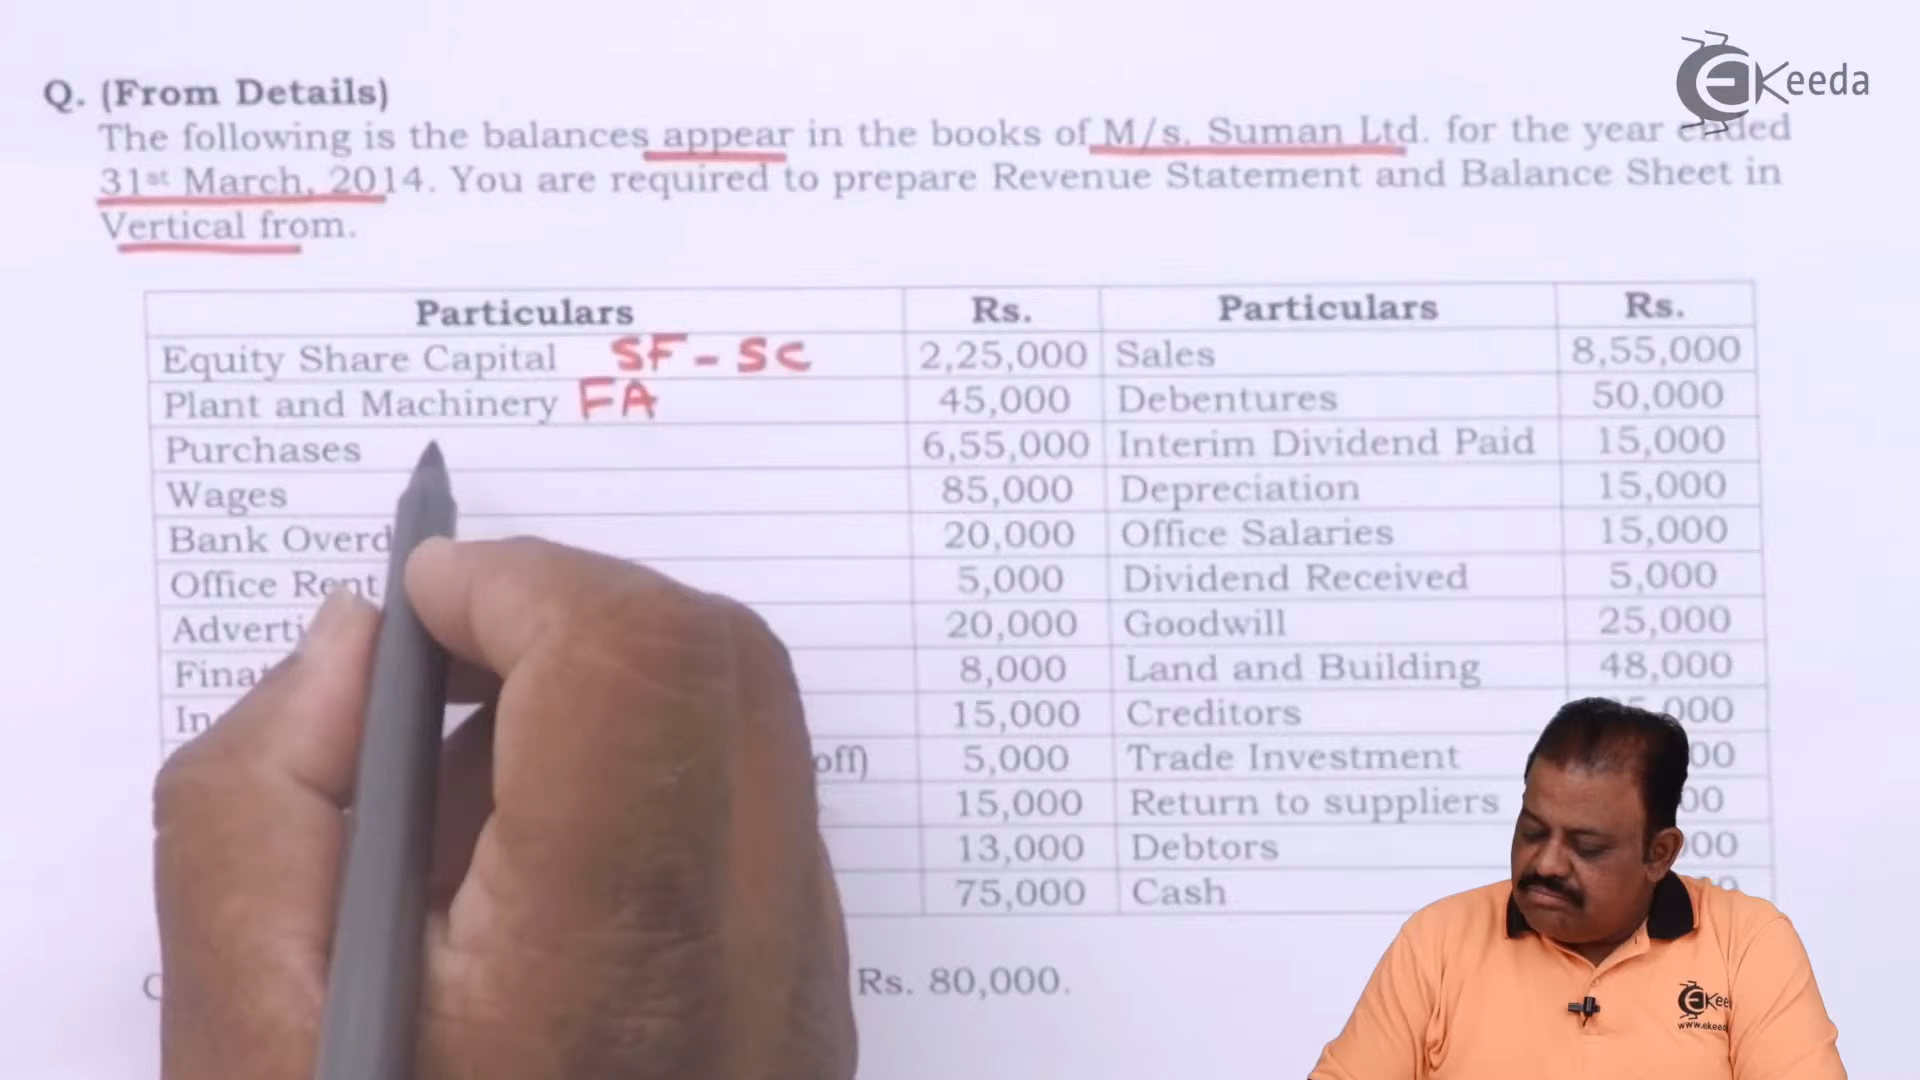 Keeda
Q. (From Details)
The following is the balances appear in the books of M/s. Suman Ltd. for the year ended
31st March, 2014. You are required to prepare Revenue Statement and Balance Sheet in
Vertical from.
Particulars Rs. Particulars Rs.
Equity Share Capital SF - SC 2,25,000 Sales 8,55,000
Plant and Machinery FA 45,000 Debentures 50,000
Purchases 6,55,000 Interim Dividend Paid 15,000
Wages 85,000 Depreciation 15,000
Bank 20,000 Office Salaries 15,000
Office Rent 5,000 Dividend Received 5,000
20,000 Goodwill 25,000
8,000 Land and Building 48,000
15,000 Creditors
off) 5,000 Trade Investment
15,000 Return to suppliers
13,000 Debtors
75,000 Cash
Rs. 80,000.